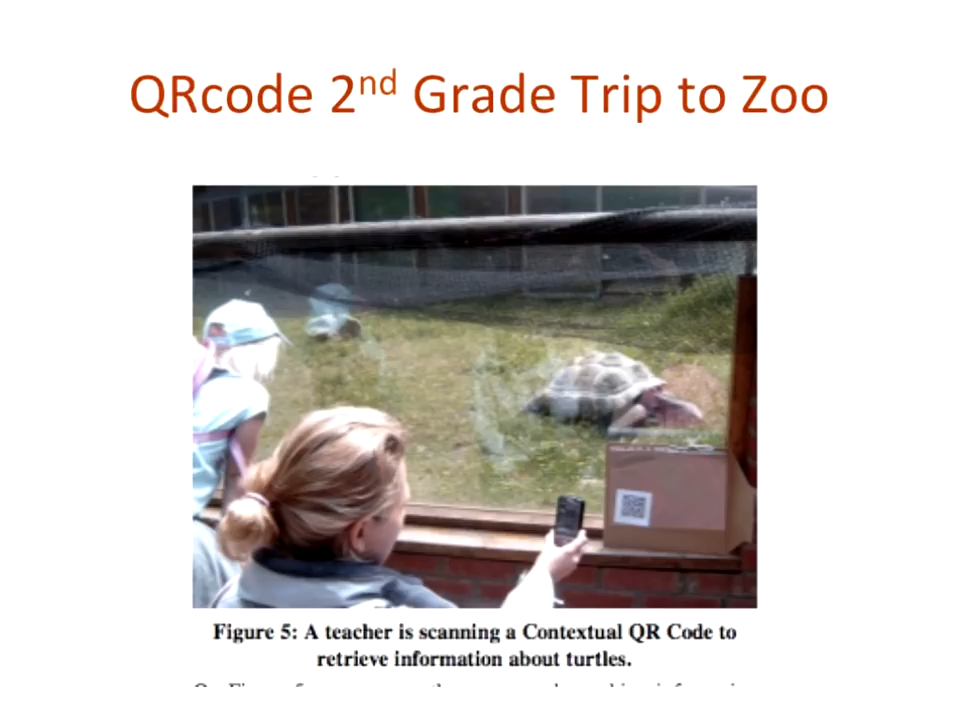 QRcode 2nd Grade Trip to Zoo
Figure 5: A teacher is scanning a Contextual QR Code to
retrieve information about turtles.